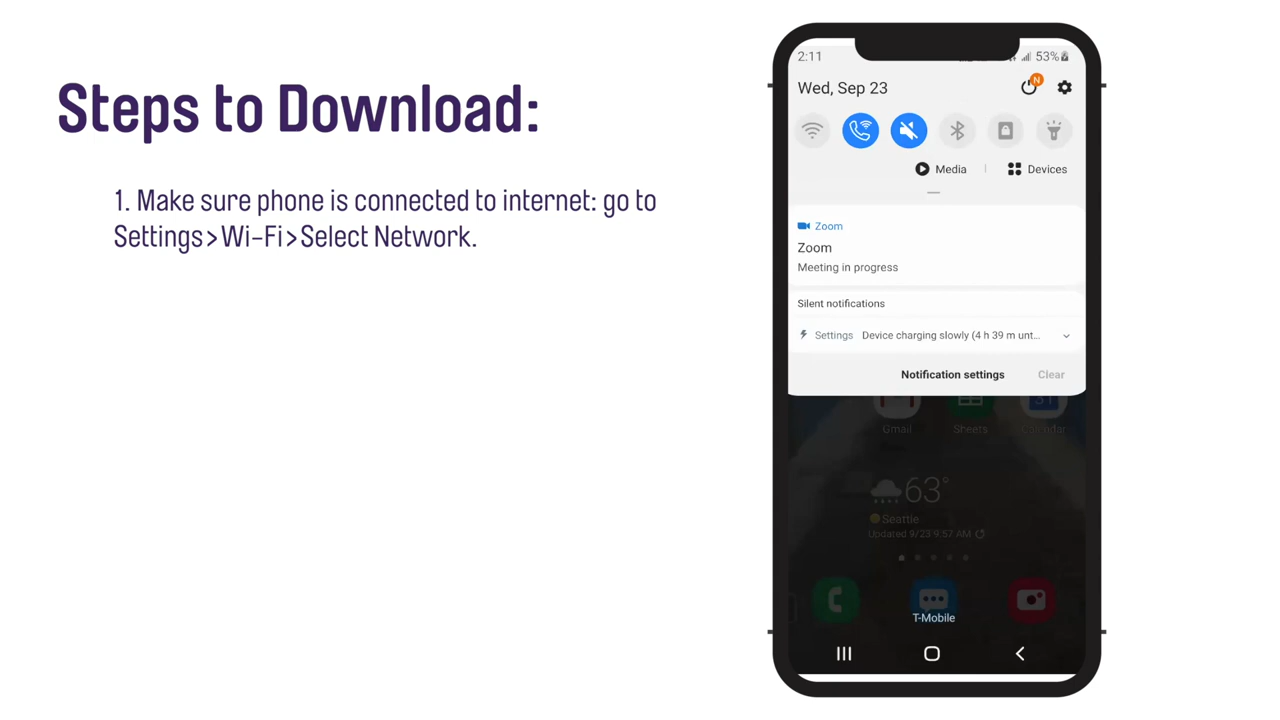 Steps to Download:
1. Make sure phone is connected to internet: go to
Settings>Wi-Fi>Select Network.
2:11
53%
Wed, Sep 23
N
Media
Devices
Zoom
Zoom
Meeting in progress
Silent notifications
Settings Device charging slowly (4 h 39 m unt...
Notification settings
Clear
31
Gmail
Sheets
Calendar
63°
Seattle
Updated 9/23 9:57 AM
T-Mobile